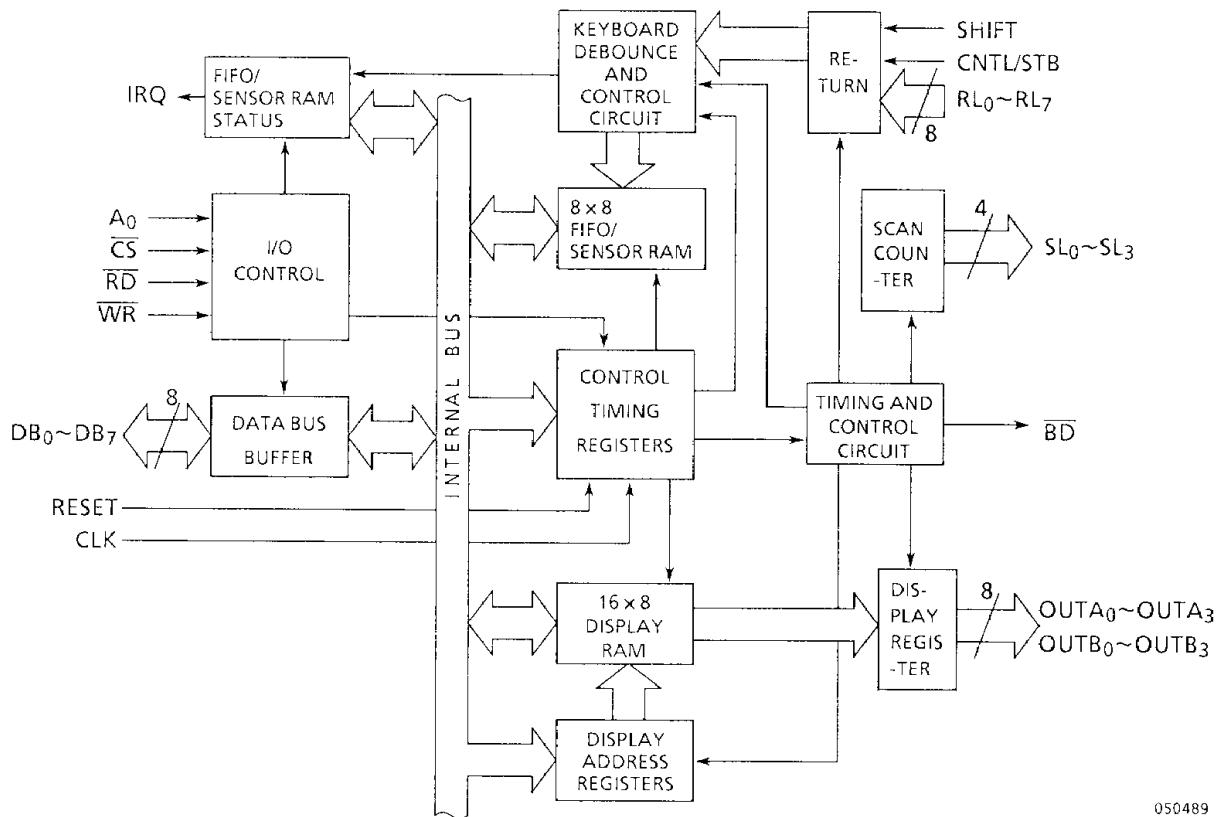 KEYBOARD
DEBOUNCE
AND
CONTROL
CIRCUIT
RE-
TURN
SHIFT
CNTL/STB
RL0~RL7
8
IRQ
FIFO/
SENSOR RAM
STATUS
A0
CS
RD
WR
I/O
CONTROL
8 x 8
FIFO/
SENSOR RAM
SCAN
COUN
-TER
4
SL0~SL3
INTERNAL BUS
CONTROL
TIMING
REGISTERS
TIMING AND
CONTROL
CIRCUIT
BD
DB0~DB7
8
DATA BUS
BUFFER
RESET
CLK
16 x 8
DISPLAY
RAM
DIS-
PLAY
REGIS
-TER
8
OUTA0~OUTA3
OUTB0~OUTB3
DISPLAY
ADDRESS
REGISTERS
050489